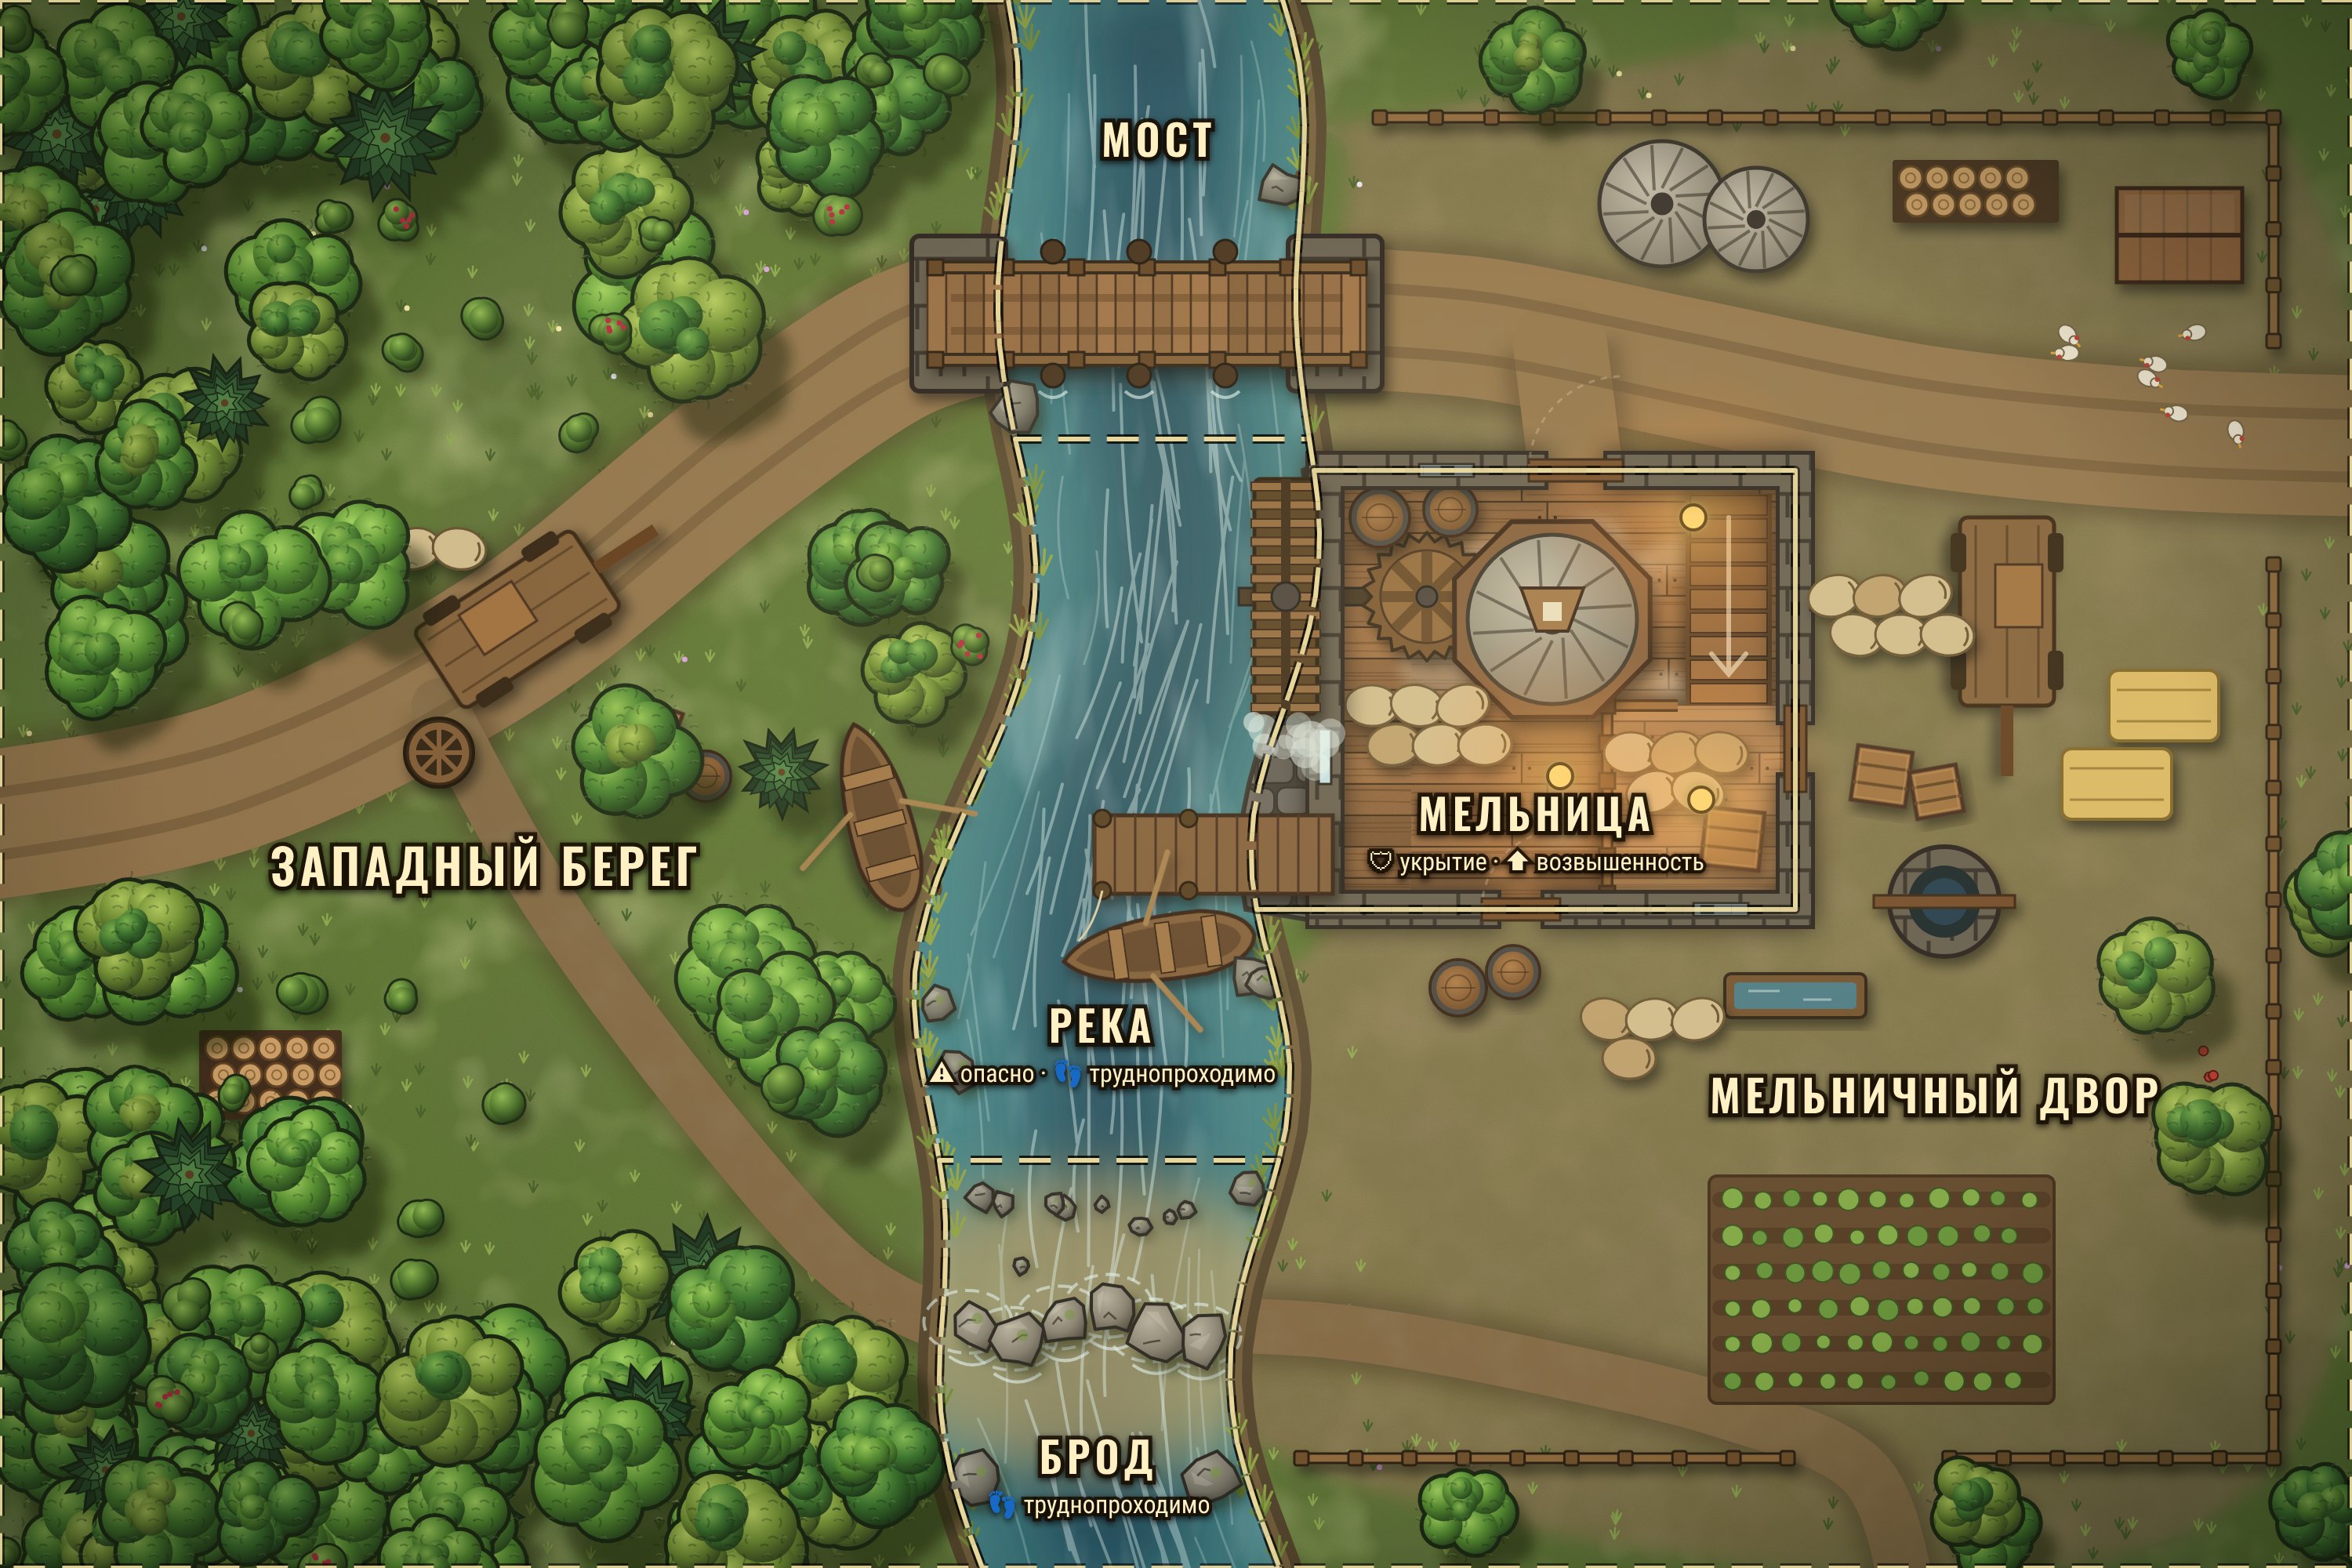 МОСТ
МЕЛЬНИЦА
укрытие · возвышенность
ЗАПАДНЫЙ БЕРЕГ
РЕКА
опасно · труднопроходимо
МЕЛЬНИЧНЫЙ ДВОР
БРОД
труднопроходимо